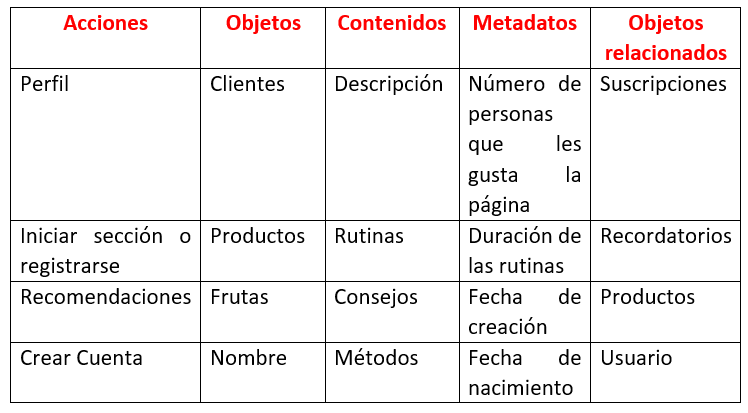 Acciones Objetos Contenidos Metadatos Objetos
relacionados
Perfil Clientes Descripción Número de Suscripciones
personas
que les
gusta la
página
Iniciar sección o Productos Rutinas Duración de Recordatorios
registrarse las rutinas
Recomendaciones Frutas Consejos Fecha de Productos
creación
Crear Cuenta Nombre Métodos Fecha de Usuario
nacimiento